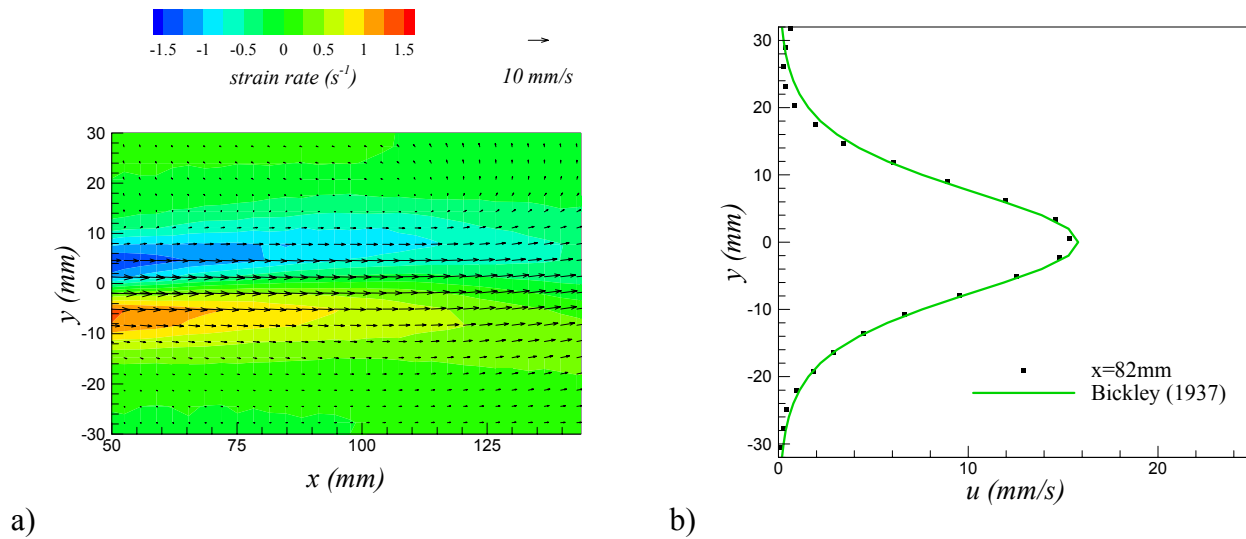 -1.5 -1 -0.5 0 0.5 1 1.5
strain rate (s-1)
10 mm/s
30
20
10
0
-10
-20
-30
y (mm)
50 75 100 125
x (mm)
a)
30
20
10
0
-10
-20
-30
y (mm)
x=82mm
Bickley (1937)
0 10 20
u (mm/s)
b)